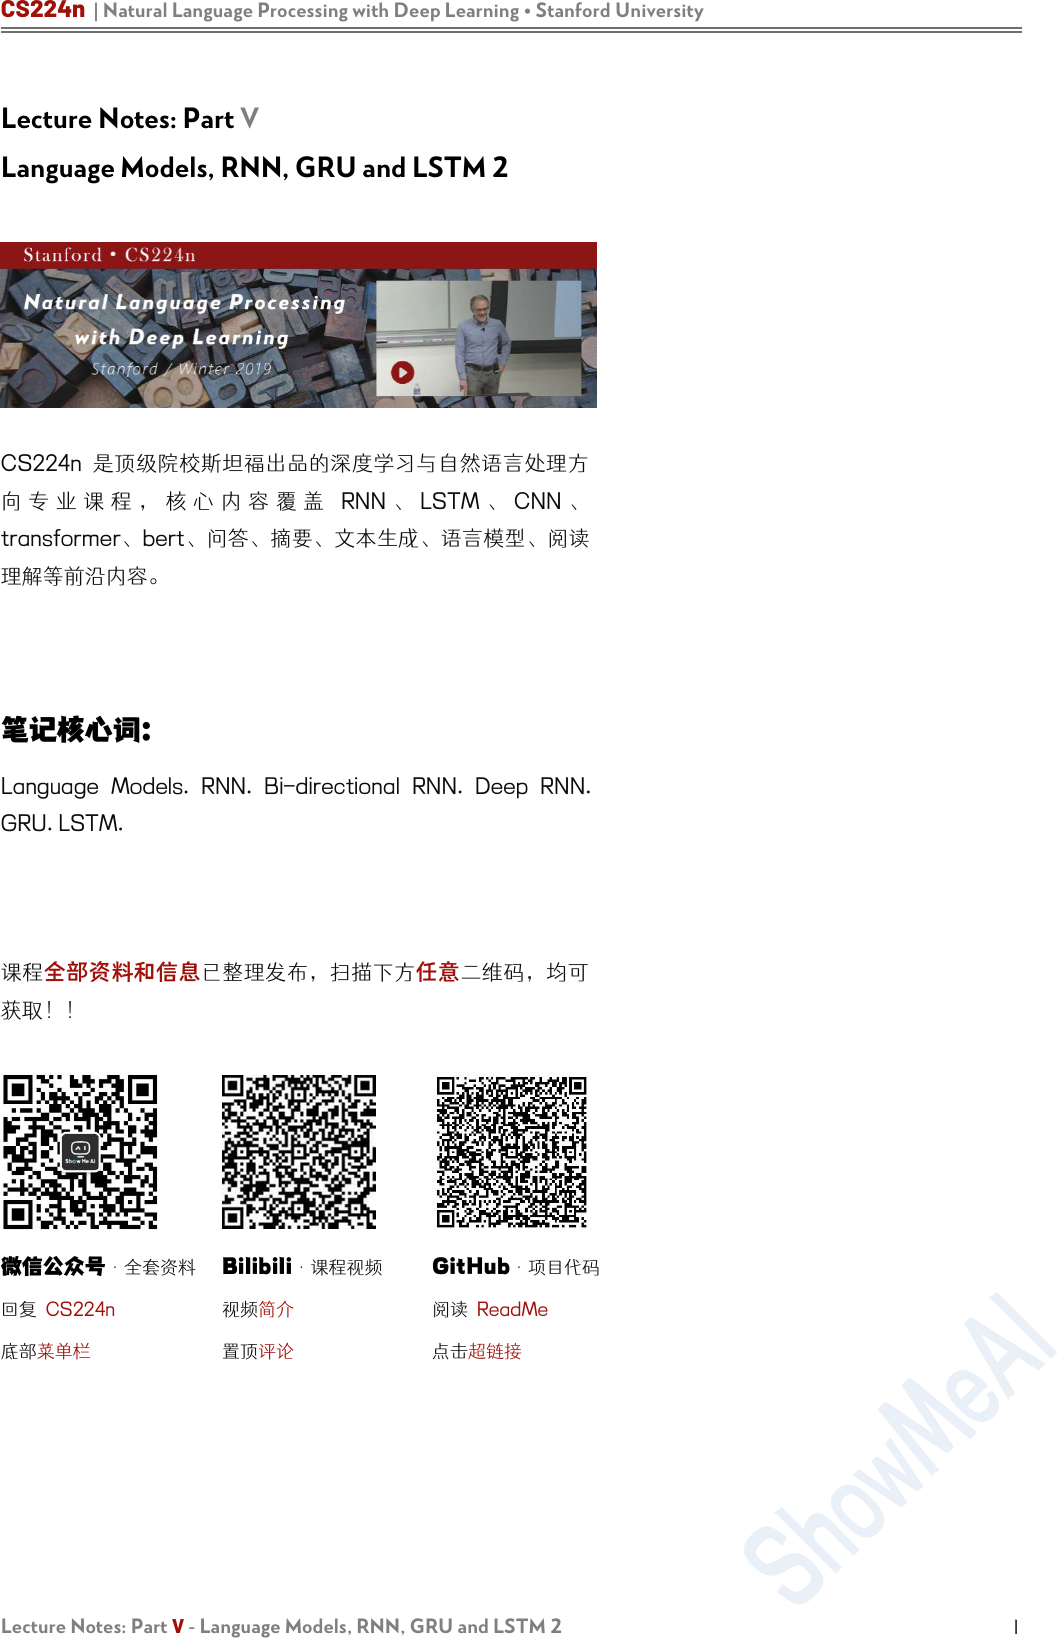 CS224n | Natural Language Processing with Deep Learning • Stanford University
Lecture Notes: Part V
Language Models, RNN, GRU and LSTM 2
Stanford • CS224n
Natural Language Processing
with Deep Learning
Stanford / Winter 2019
CS224n 是顶级院校斯坦福出品的深度学习与自然语言处理方
向专业课程，核心内容覆盖 RNN、LSTM、CNN、
transformer、bert、问答、摘要、文本生成、语言模型、阅读
理解等前沿内容。
笔记核心词:
Language Models. RNN. Bi-directional RNN. Deep RNN.
GRU. LSTM.
课程全部资料和信息已整理发布，扫描下方任意二维码，均可
获取！！
Show Me AI
微信公众号 · 全套资料
回复 CS224n
底部菜单栏
Bilibili · 课程视频
视频简介
置顶评论
GitHub · 项目代码
阅读 ReadMe
点击超链接
ShowMeAI
Lecture Notes: Part V - Language Models, RNN, GRU and LSTM 2
1